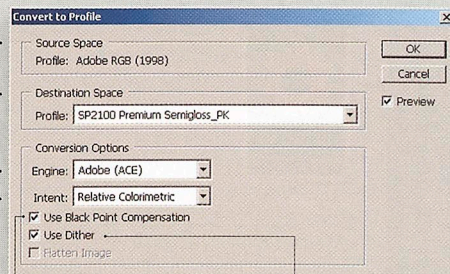 Convert to Profile
Source Space
Profile: Adobe RGB (1998)
OK
Cancel
Preview
Destination Space
Profile: SP2100 Premium Semigloss_PK
Conversion Options
Engine: Adobe (ACE)
Intent: Relative Colorimetric
Use Black Point Compensation
Use Dither
Flatten Image